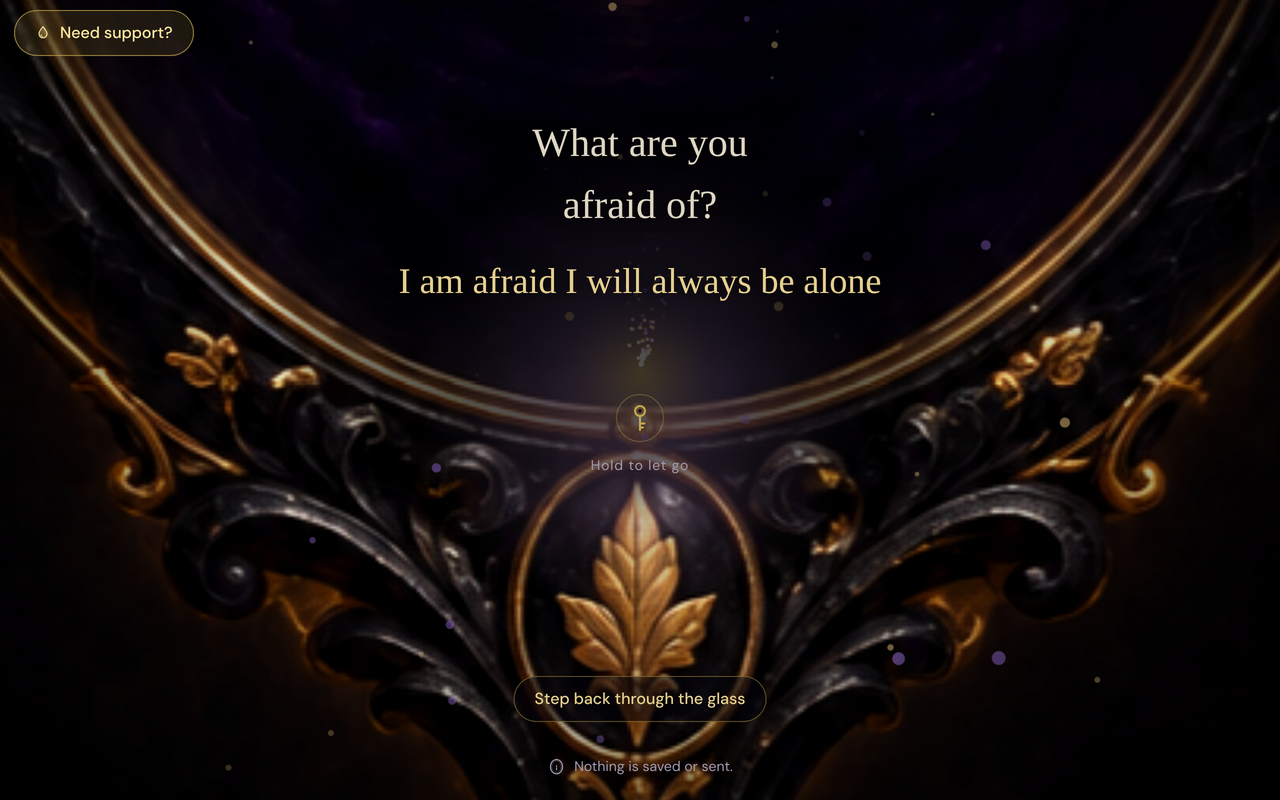 Need support?
What are you
afraid of?
I am afraid I will always be alone
Hold to let go
Step back through the glass
Nothing is saved or sent.